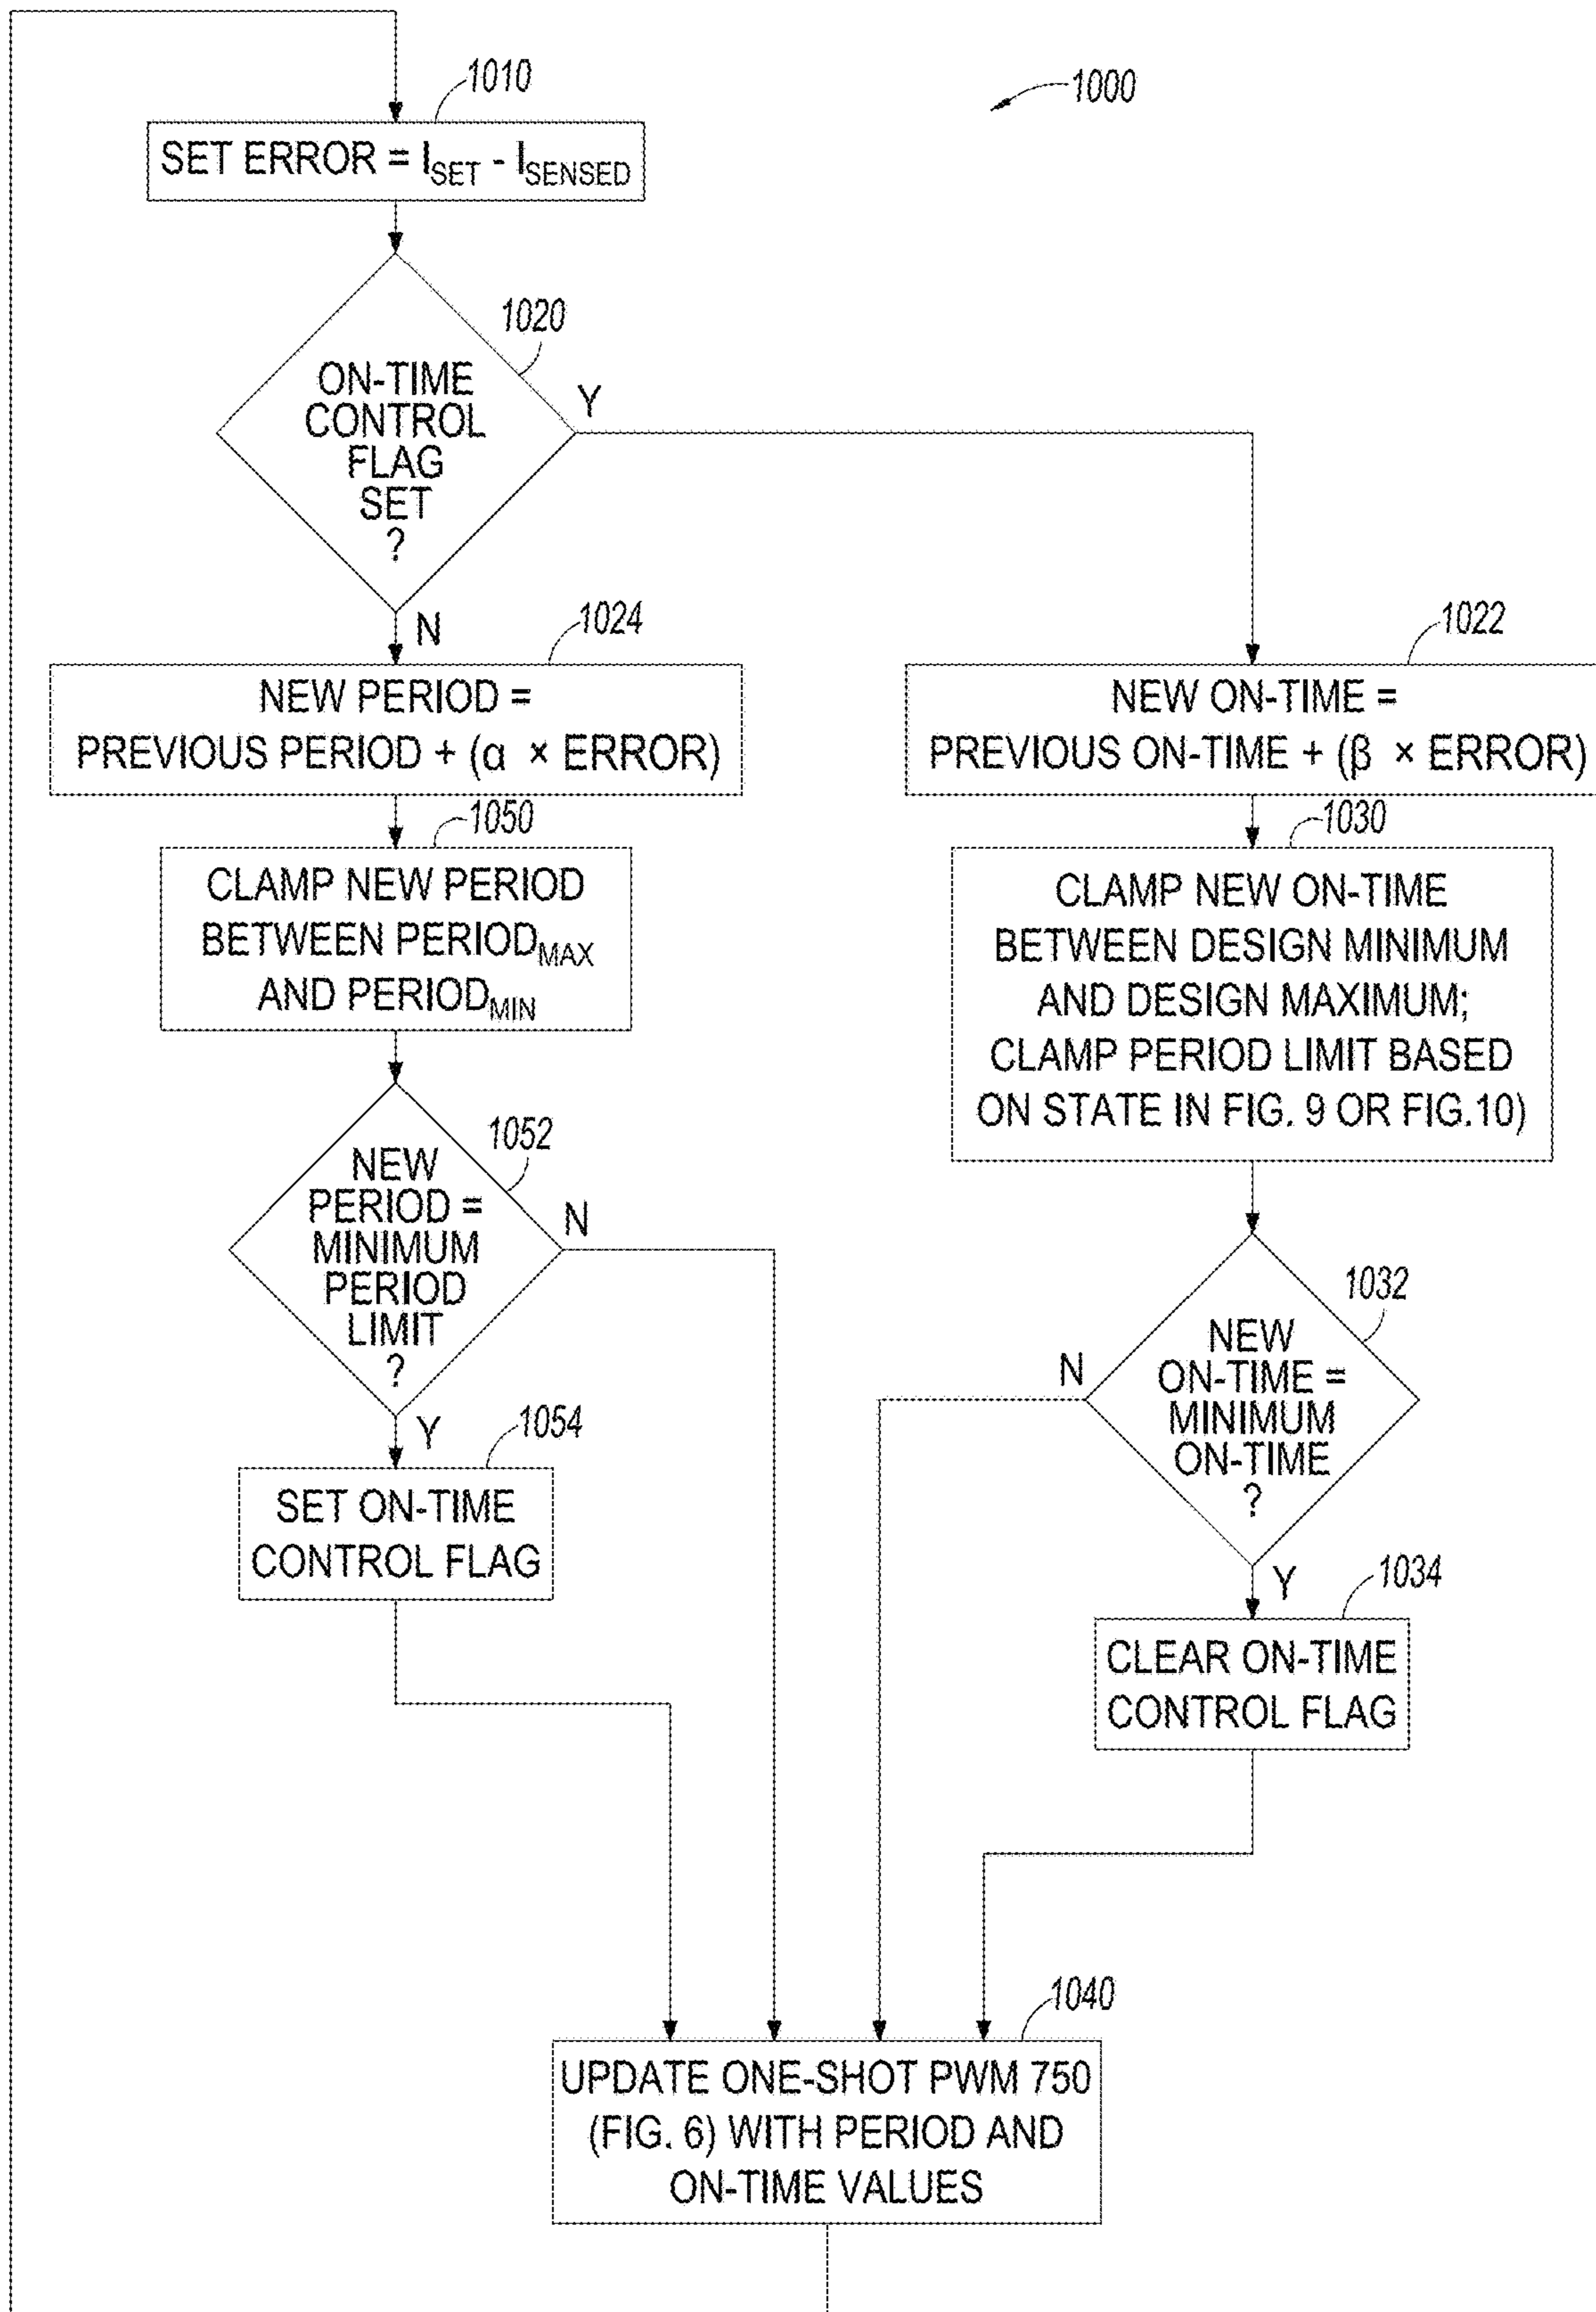 1010
1000
SET ERROR = I_SET - I_SENSED
1020
ON-TIME
CONTROL
FLAG
SET
?
Y
N
1024
NEW PERIOD =
PREVIOUS PERIOD + (α × ERROR)
1022
NEW ON-TIME =
PREVIOUS ON-TIME + (β × ERROR)
1050
CLAMP NEW PERIOD
BETWEEN PERIOD_MAX
AND PERIOD_MIN
1030
CLAMP NEW ON-TIME
BETWEEN DESIGN MINIMUM
AND DESIGN MAXIMUM;
CLAMP PERIOD LIMIT BASED
ON STATE IN FIG. 9 OR FIG.10)
1052
NEW
PERIOD =
MINIMUM
PERIOD
LIMIT
?
N
Y
1032
NEW
ON-TIME =
MINIMUM
ON-TIME
?
N
Y
1054
SET ON-TIME
CONTROL FLAG
1034
CLEAR ON-TIME
CONTROL FLAG
1040
UPDATE ONE-SHOT PWM 750
(FIG. 6) WITH PERIOD AND
ON-TIME VALUES